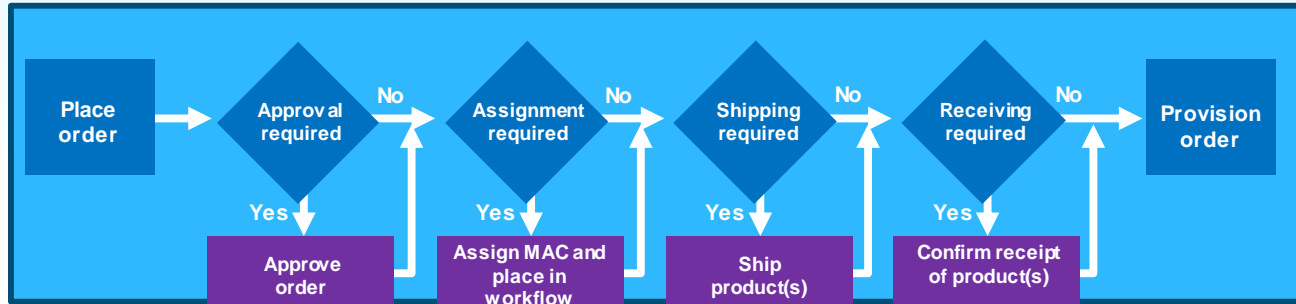 Place
order
Approval
required
No
Yes
Approve
order
Assignment
required
No
Yes
Assign MAC and
place in
workflow
Shipping
required
No
Yes
Ship
product(s)
Receiving
required
No
Yes
Confirm receipt
of product(s)
Provision
order